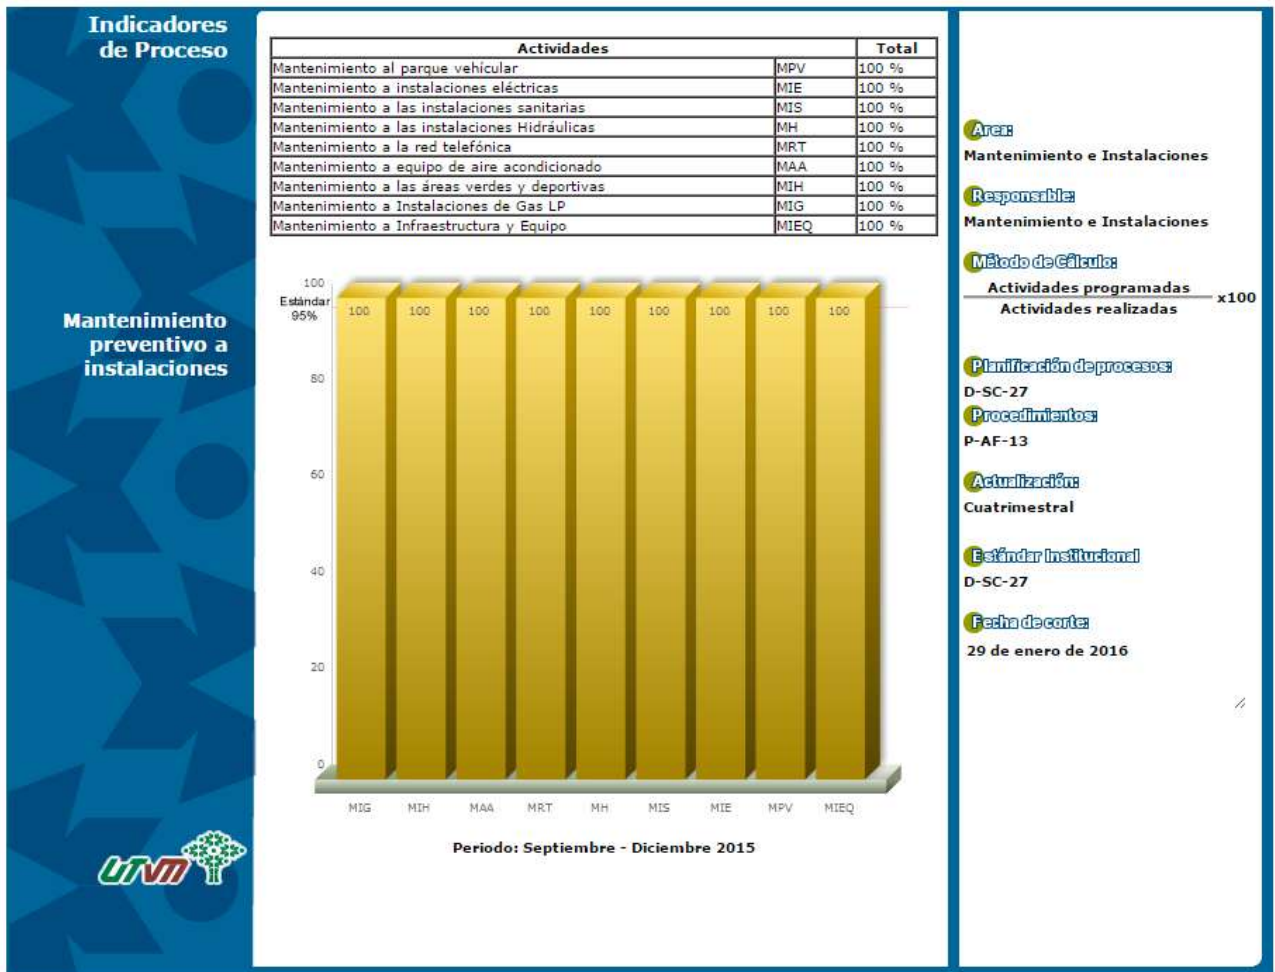 Indicadores
de Proceso
Mantenimiento
preventivo a
instalaciones
UTVM
Actividades Total
Mantenimiento al parque vehícular MPV 100 %
Mantenimiento a instalaciones eléctricas MIE 100 %
Mantenimiento a las instalaciones sanitarias MIS 100 %
Mantenimiento a las instalaciones Hidráulicas MH 100 %
Mantenimiento a la red telefónica MRT 100 %
Mantenimiento a equipo de aire acondicionado MAA 100 %
Mantenimiento a las áreas verdes y deportivas MIH 100 %
Mantenimiento a Instalaciones de Gas LP MIG 100 %
Mantenimiento a Infraestructura y Equipo MIEQ 100 %
100
Estándar
95%
100 100 100 100 100 100 100 100 100
80
60
40
20
0
MIG MIH MAA MRT MH MIS MIE MPV MIEQ
Periodo: Septiembre - Diciembre 2015
Area:
Mantenimiento e Instalaciones
Responsable:
Mantenimiento e Instalaciones
Método de Cálculo:
Actividades programadas
x100
Actividades realizadas
Planificación de procesos:
D-SC-27
Procedimientos:
P-AF-13
Actualización:
Cuatrimestral
Estándar Institucional
D-SC-27
Fecha de corte:
29 de enero de 2016